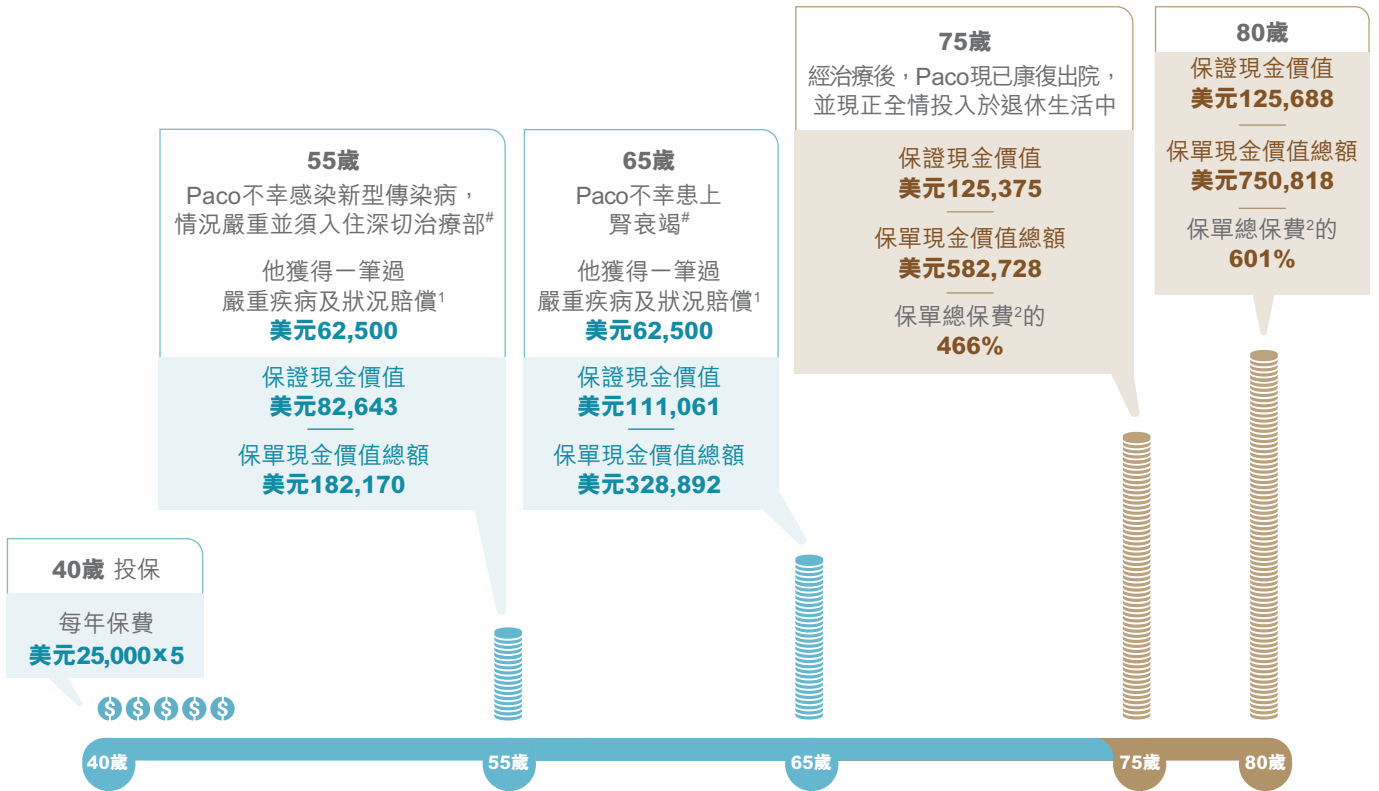 40歲 投保
每年保費
美元25,000x5
55歲
Paco不幸感染新型傳染病，
情況嚴重並須入住深切治療部#
他獲得一筆過
嚴重疾病及狀況賠償1
美元62,500
保證現金價值
美元82,643
保單現金價值總額
美元182,170
65歲
Paco不幸患上
腎衰竭#
他獲得一筆過
嚴重疾病及狀況賠償1
美元62,500
保證現金價值
美元111,061
保單現金價值總額
美元328,892
75歲
經治療後，Paco現已康復出院，
並現正全情投入於退休生活中
保證現金價值
美元125,375
保單現金價值總額
美元582,728
保單總保費2的
466%
80歲
保證現金價值
美元125,688
保單現金價值總額
美元750,818
保單總保費2的
601%
$ $ $ $ $
40歲
55歲
65歲
75歲
80歲